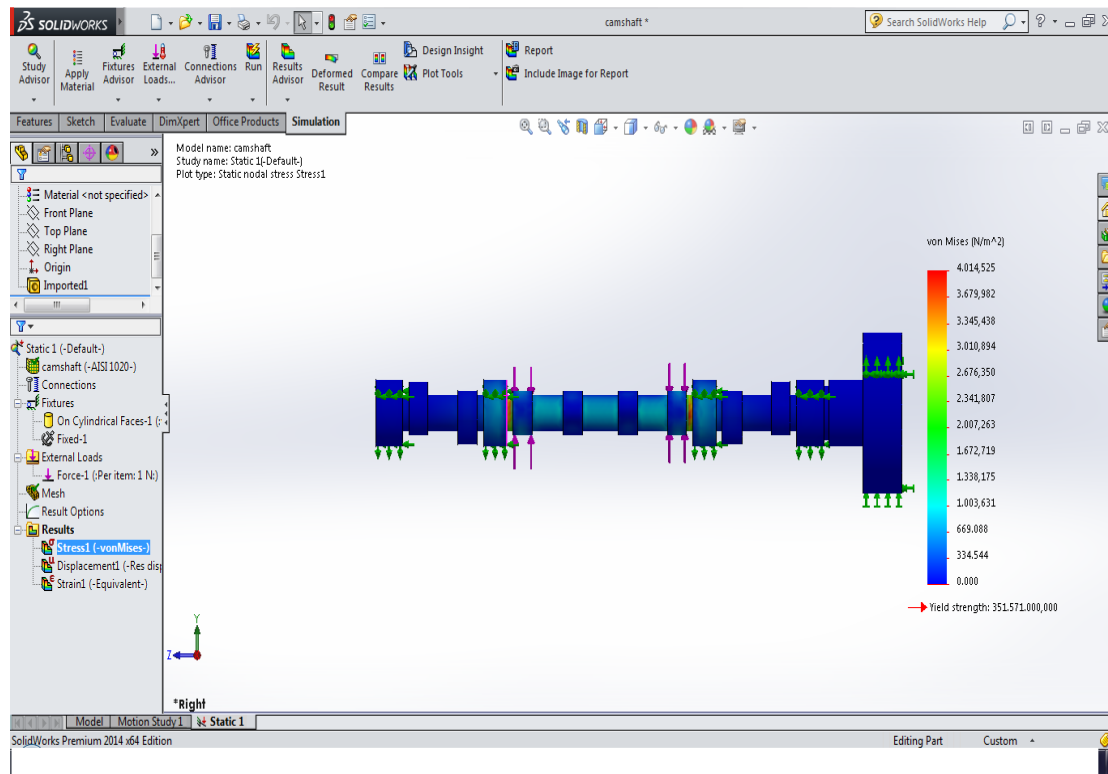 SOLIDWORKS
camshaft *
Search SolidWorks Help
Study Advisor
Apply Material
Fixtures Advisor
External Loads...
Connections Advisor
Run
Results Advisor
Deformed Result
Compare Results
Design Insight
Plot Tools
Report
Include Image for Report
Features
Sketch
Evaluate
DimXpert
Office Products
Simulation
Model name: camshaft
Study name: Static 1(-Default-)
Plot type: Static nodal stress Stress1
Material <not specified>
Front Plane
Top Plane
Right Plane
Origin
Imported1
Static 1 (-Default-)
camshaft (-AISI 1020-)
Connections
Fixtures
On Cylindrical Faces-1 (:
Fixed-1
External Loads
Force-1 (:Per item: 1 N:)
Mesh
Result Options
Results
Stress1 (-vonMises-)
Displacement1 (-Res disp
Strain1 (-Equivalent-)
von Mises (N/m^2)
4.014,525
3.679,982
3.345,438
3.010,894
2.676,350
2.341,807
2.007,263
1.672,719
1.338,175
1.003,631
669.088
334.544
0.000
Yield strength: 351.571.000,000
Y
Z
*Right
Model
Motion Study 1
Static 1
SolidWorks Premium 2014 x64 Edition
Editing Part
Custom